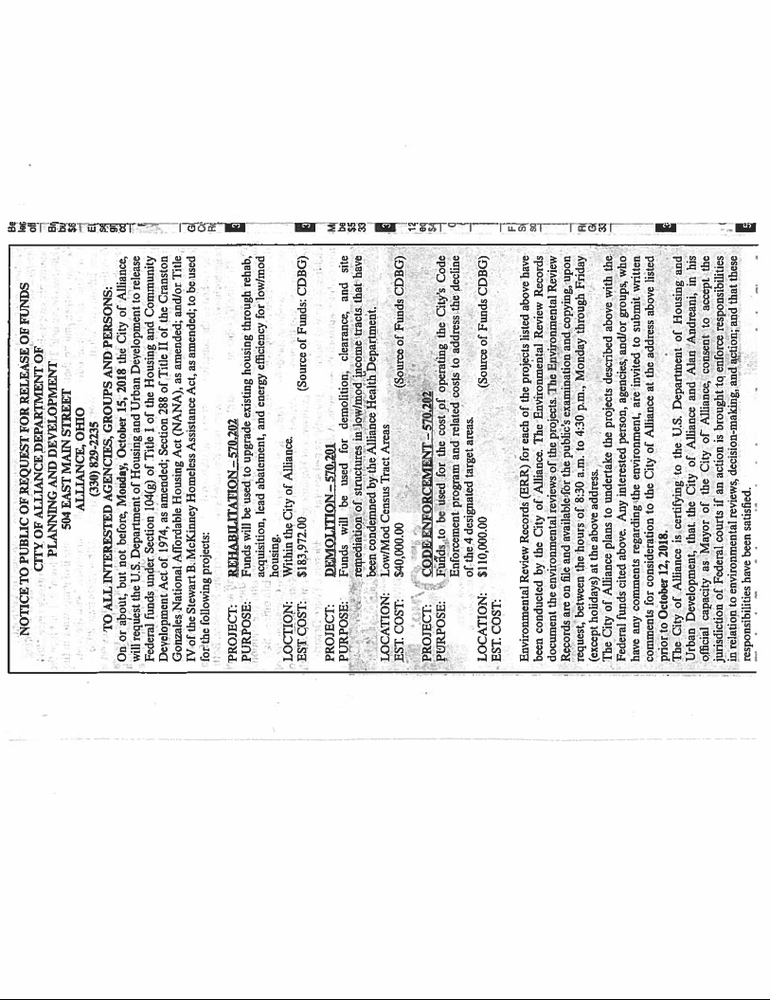 NOTICE TO PUBLIC OF REQUEST FOR RELEASE OF FUNDS
CITY OF ALLIANCE DEPARTMENT OF
PLANNING AND DEVELOPMENT
504 EAST MAIN STREET
ALLIANCE, OHIO
(330) 829-2235
TO ALL INTERESTED AGENCIES, GROUPS AND PERSONS:
On or about, but not before, Monday, October 15, 2018 the City of Alliance,
will request the U.S. Department of Housing and Urban Development to release
Federal funds under Section 104(g) of Title I of the Housing and Community
Development Act of 1974, as amended; Section 288 of Title II of the Cranston
Gonzales National Affordable Housing Act (NANA), as amended; and/or Title
IV of the Stewart B. McKinney Homeless Assistance Act, as amended; to be used
for the following projects:
PROJECT: REHABILITATION – 570.202
PURPOSE: Funds will be used to upgrade existing housing through rehab,
acquisition, lead abatement, and energy efficiency for low/mod
housing.
LOCTION: Within the City of Alliance.
EST. COST: $183,972.00 (Source of Funds: CDBG)
PROJECT: DEMOLITION – 570.201
PURPOSE: Funds will be used for demolition, clearance, and site
remediation of structures in low/mod income tracts that have
been condemned by the Alliance Health Department.
LOCATION: Low/Mod Census Tract Areas
EST. COST: $40,000.00 (Source of Funds CDBG)
PROJECT: CODE ENFORCEMENT – 570.202
PURPOSE: Funds to be used for the cost of operating the City's Code
Enforcement program and related costs to address the decline
of the 4 designated target areas.
LOCATION: $110,000.00 (Source of Funds CDBG)
EST. COST:
Environmental Review Records (ERR) for each of the projects listed above have
been conducted by the City of Alliance. The Environmental Review Records
document the environmental reviews of the projects. The Environmental Review
Records are on file and available for the public's examination and copying, upon
request, between the hours of 8:30 a.m. to 4:30 p.m., Monday through Friday
(except holidays) at the above address.
The City of Alliance plans to undertake the projects described above with the
Federal funds cited above. Any interested person, agencies; and/or groups, who
have any comments regarding the environment, are invited to submit written
comments for consideration to the City of Alliance at the address above listed
prior to October 12, 2018.
The City of Alliance is certifying to the U.S. Department of Housing and
Urban Development, that the City of Alliance and Alan Andreani, in his
official capacity as Mayor of the City of Alliance, consent to accept the
jurisdiction of Federal courts if an action is brought to enforce responsibilities
in relation to environmental reviews, decision-making, and action; and that these
responsibilities have been satisfied.